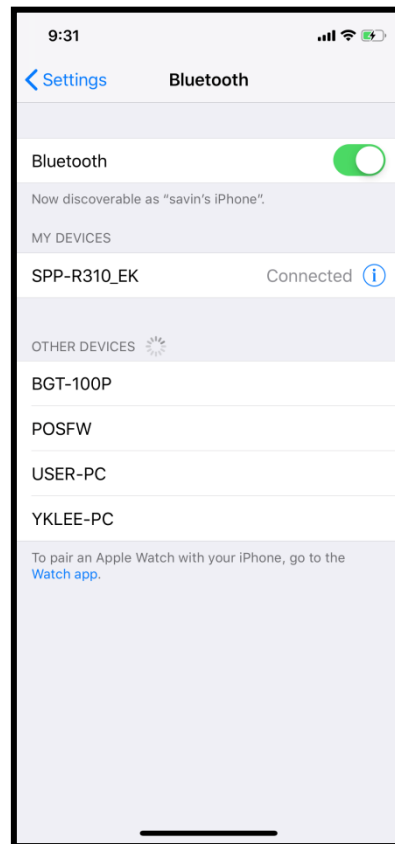 9:31
Settings Bluetooth
Bluetooth
Now discoverable as “savin's iPhone”.
MY DEVICES
SPP-R310_EK Connected
OTHER DEVICES
BGT-100P
POSFW
USER-PC
YKLEE-PC
To pair an Apple Watch with your iPhone, go to the
Watch app.